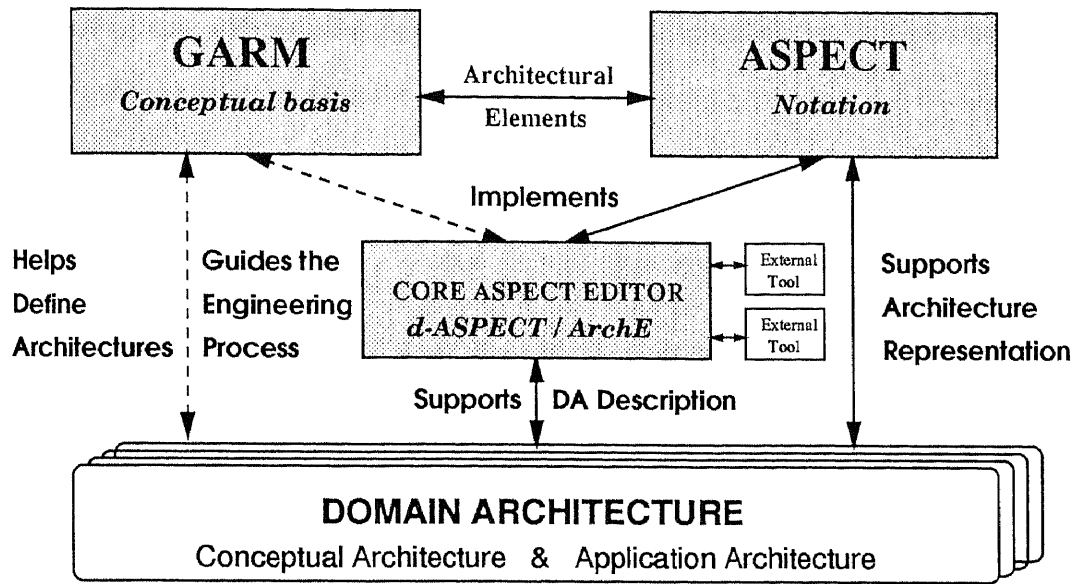 GARM
Conceptual basis
Architectural
Elements
ASPECT
Notation
Implements
Helps
Define
Architectures
Guides the
Engineering
Process
CORE ASPECT EDITOR
d-ASPECT / ArchE
External
Tool
External
Tool
Supports
Architecture
Representation
Supports DA Description
DOMAIN ARCHITECTURE
Conceptual Architecture & Application Architecture